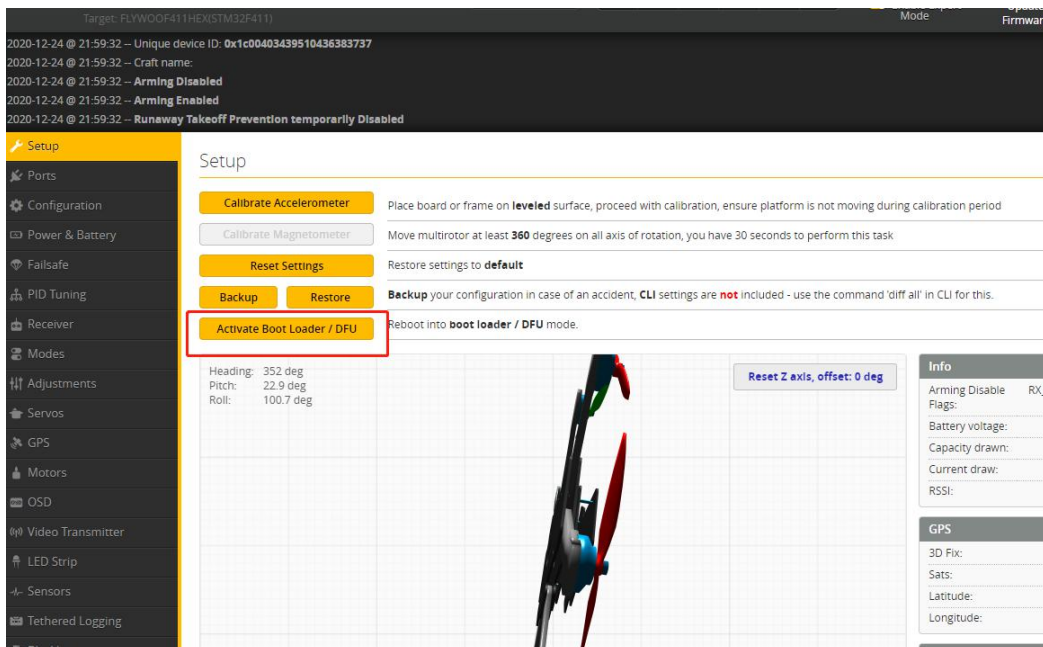 Target: FLYWOOF411HEX(STM32F411)
Mode
Firmwar
2020-12-24 @ 21:59:32 -- Unique device ID: 0x1c00403439510436383737
2020-12-24 @ 21:59:32 -- Craft name:
2020-12-24 @ 21:59:32 -- Arming Disabled
2020-12-24 @ 21:59:32 -- Arming Enabled
2020-12-24 @ 21:59:32 -- Runaway Takeoff Prevention temporarily Disabled
Setup
Ports
Configuration
Power & Battery
Failsafe
PID Tuning
Receiver
Modes
Adjustments
Servos
GPS
Motors
OSD
Video Transmitter
LED Strip
Sensors
Tethered Logging
Setup
Calibrate Accelerometer
Place board or frame on leveled surface, proceed with calibration, ensure platform is not moving during calibration period
Calibrate Magnetometer
Move multirotor at least 360 degrees on all axis of rotation, you have 30 seconds to perform this task
Reset Settings
Restore settings to default
Backup Restore
Backup your configuration in case of an accident, CLI settings are not included - use the command 'diff all' in CLI for this.
Activate Boot Loader / DFU
Reboot into boot loader / DFU mode.
Heading: 352 deg
Pitch: 22.9 deg
Roll: 100.7 deg
Reset Z axis, offset: 0 deg
Info
Arming Disable Flags: RX_
Battery voltage:
Capacity drawn:
Current draw:
RSSI:
GPS
3D Fix:
Sats:
Latitude:
Longitude: